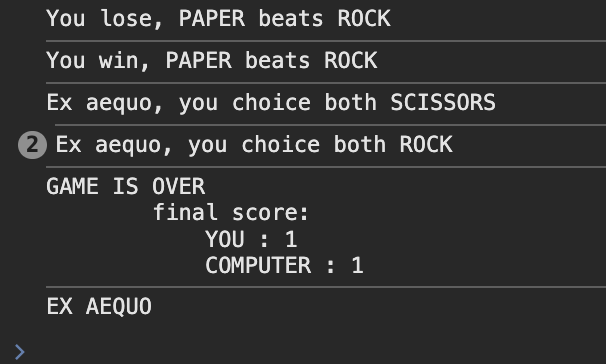 You lose, PAPER beats ROCK
You win, PAPER beats ROCK
Ex aequo, you choice both SCISSORS
2 Ex aequo, you choice both ROCK
GAME IS OVER
final score:
YOU : 1
COMPUTER : 1
EX AEQUO
>